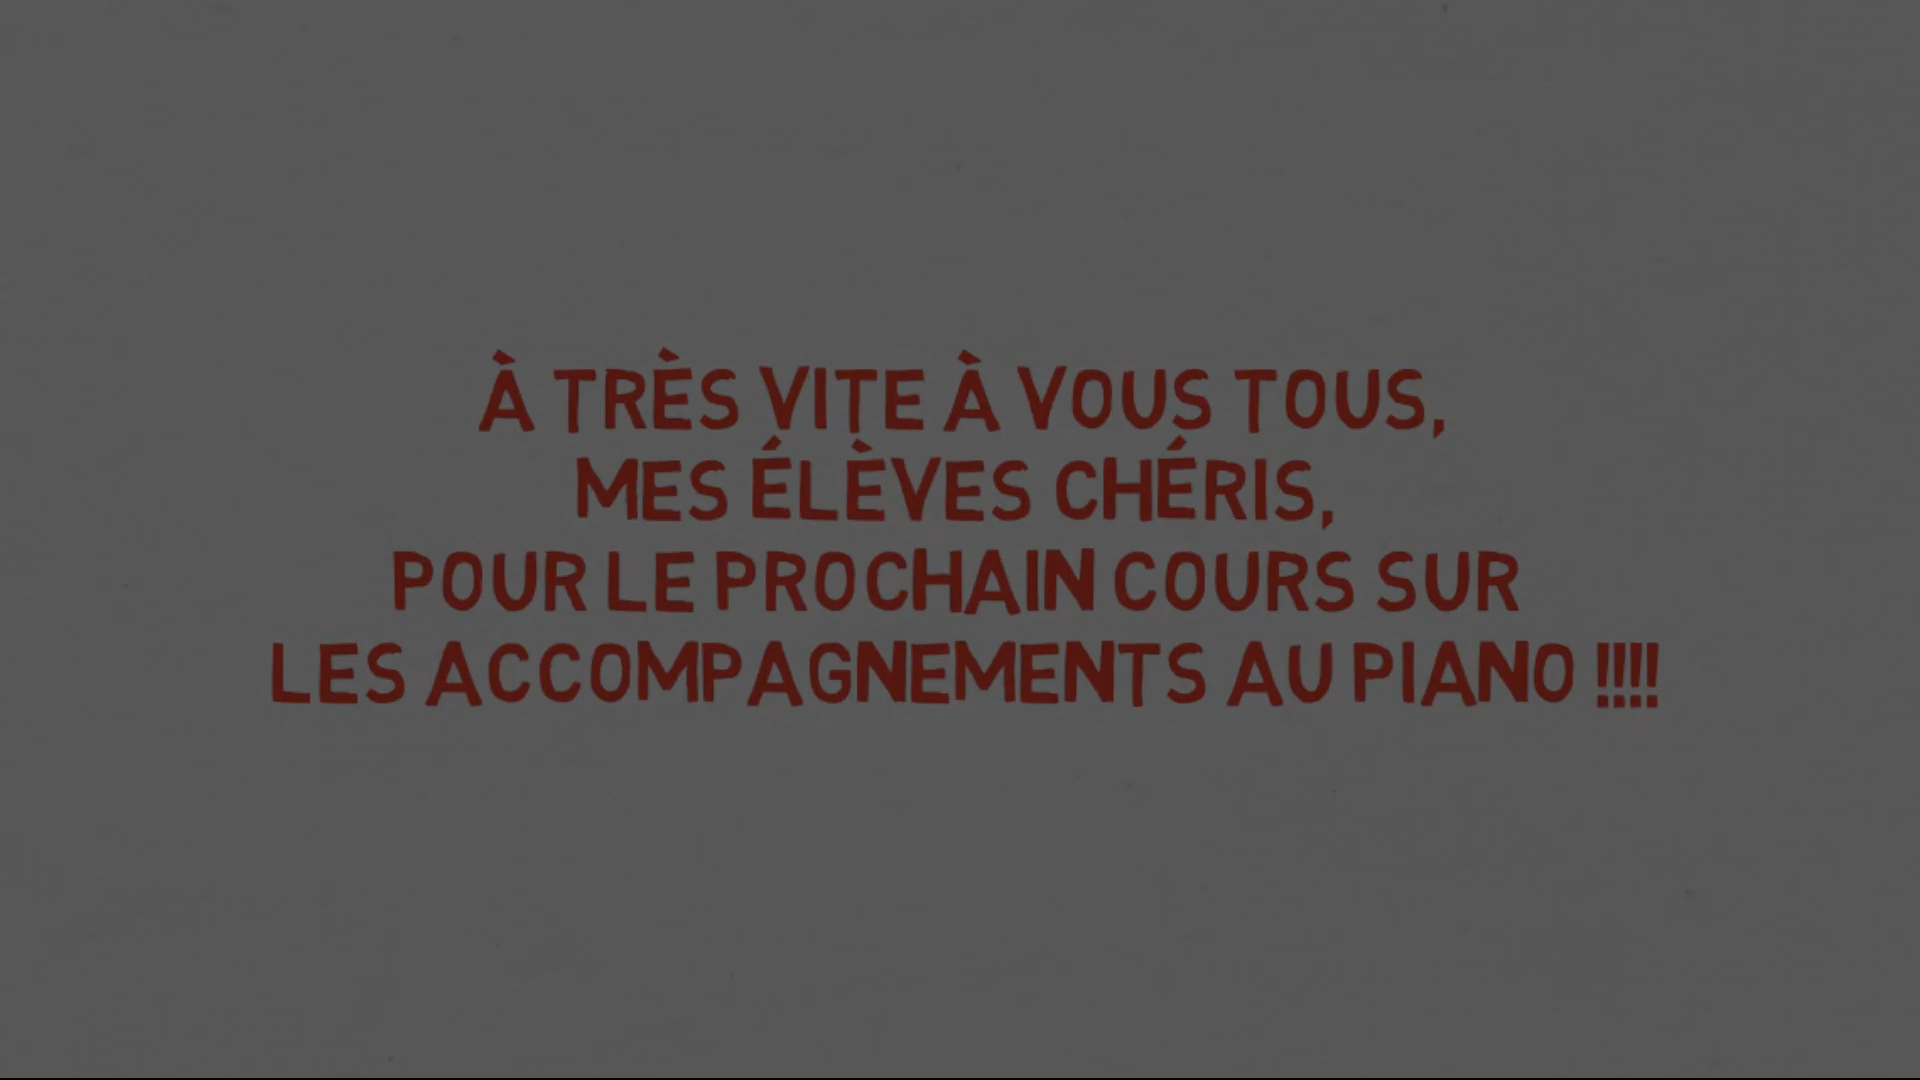 À TRÈS VITE À VOUS TOUS,
MES ÉLÈVES CHÉRIS,
POUR LE PROCHAIN COURS SUR
LES ACCOMPAGNEMENTS AU PIANO !!!!